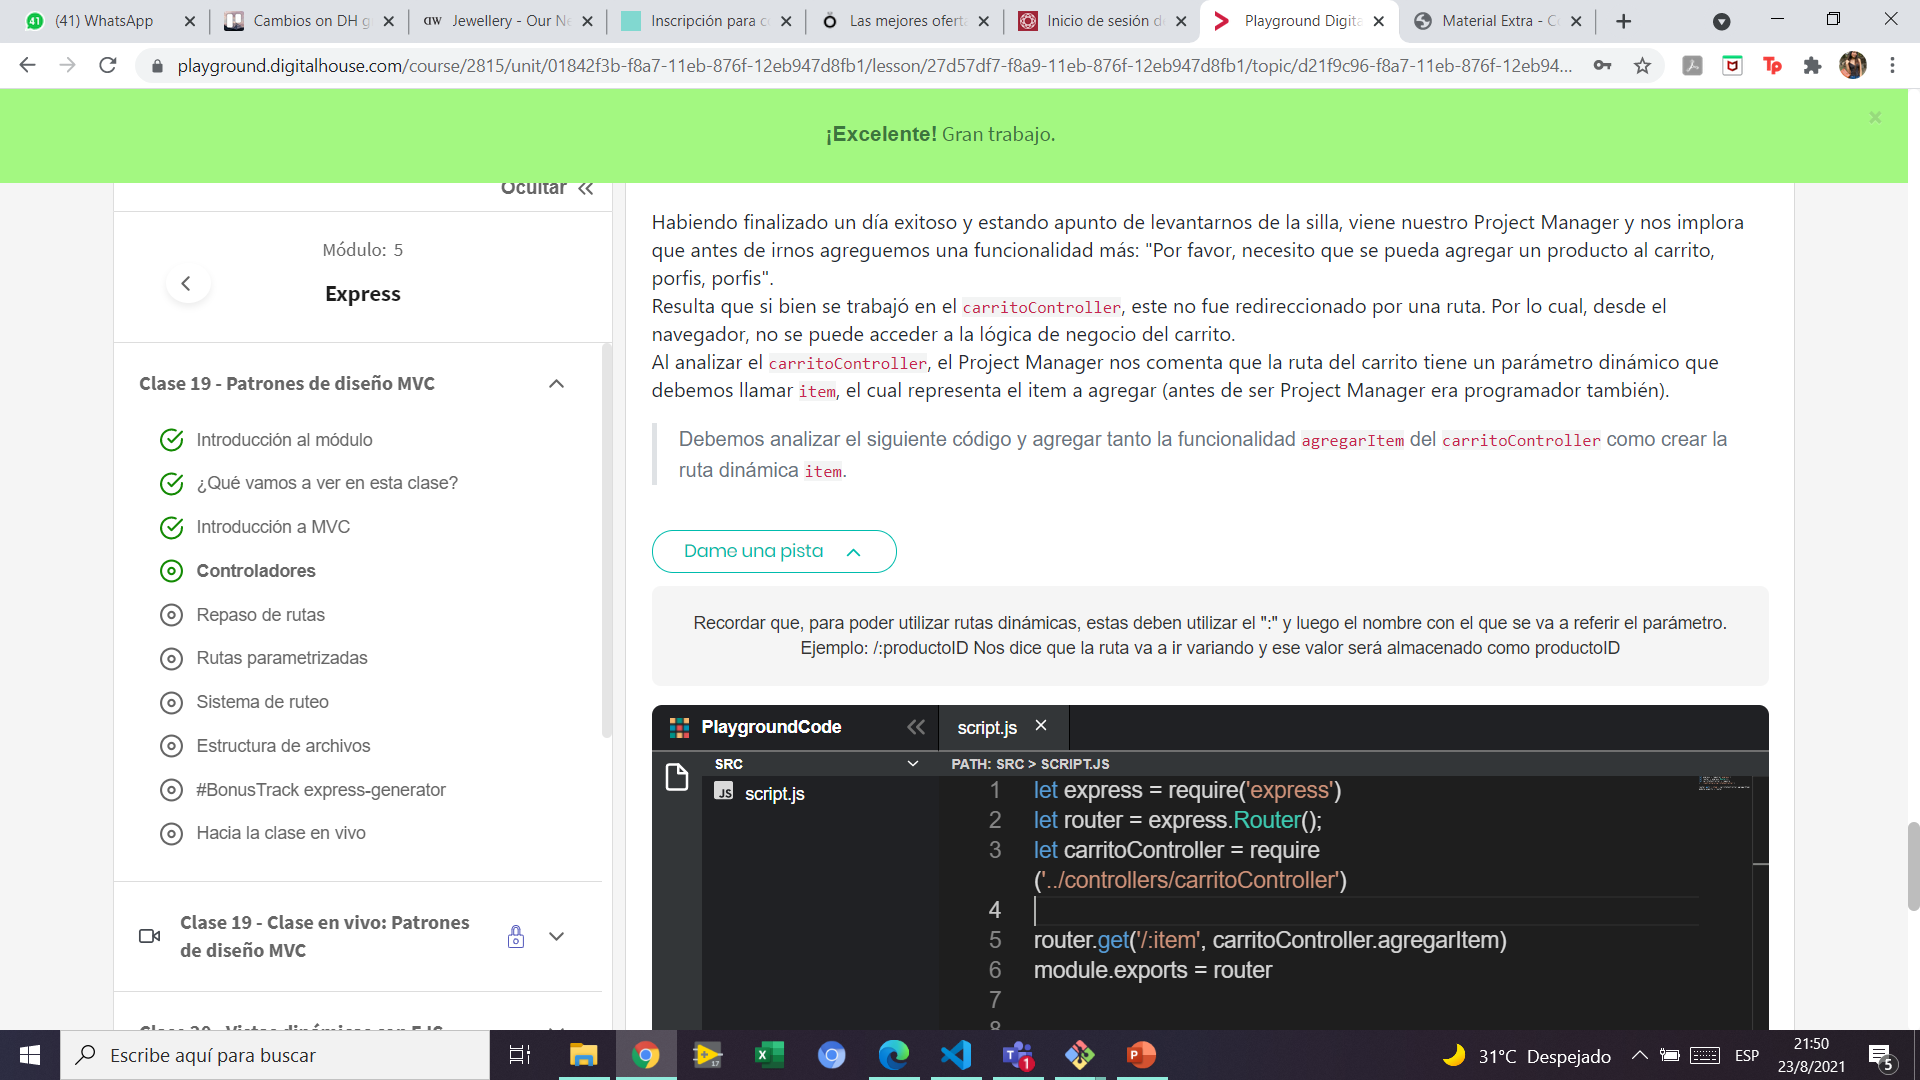 (41) WhatsApp
Cambios on DH g
Jewellery - Our Ne
Inscripción para c
Las mejores oferta
Inicio de sesión d
Playground Digita
Material Extra - C
playground.digitalhouse.com/course/2815/unit/01842f3b-f8a7-11eb-876f-12eb947d8fb1/lesson/27d57df7-f8a9-11eb-876f-12eb947d8fb1/topic/d21f9c96-f8a7-11eb-876f-12eb94...
¡Excelente! Gran trabajo.
Ocultar
Módulo: 5
Express
Clase 19 - Patrones de diseño MVC
Introducción al módulo
¿Qué vamos a ver en esta clase?
Introducción a MVC
Controladores
Repaso de rutas
Rutas parametrizadas
Sistema de ruteo
Estructura de archivos
#BonusTrack express-generator
Hacia la clase en vivo
Clase 19 - Clase en vivo: Patrones
de diseño MVC
Clase 20 - Vistas dinámicas con EJS
Habiendo finalizado un día exitoso y estando apunto de levantarnos de la silla, viene nuestro Project Manager y nos implora
que antes de irnos agreguemos una funcionalidad más: "Por favor, necesito que se pueda agregar un producto al carrito,
porfis, porfis".
Resulta que si bien se trabajó en el carritoController, este no fue redireccionado por una ruta. Por lo cual, desde el
navegador, no se puede acceder a la lógica de negocio del carrito.
Al analizar el carritoController, el Project Manager nos comenta que la ruta del carrito tiene un parámetro dinámico que
debemos llamar item, el cual representa el item a agregar (antes de ser Project Manager era programador también).
Debemos analizar el siguiente código y agregar tanto la funcionalidad agregarItem del carritoController como crear la
ruta dinámica item.
Dame una pista
Recordar que, para poder utilizar rutas dinámicas, estas deben utilizar el ":" y luego el nombre con el que se va a referir el parámetro.
Ejemplo: /:productoID Nos dice que la ruta va a ir variando y ese valor será almacenado como productoID
PlaygroundCode
script.js
SRC
PATH: SRC > SCRIPT.JS
JS script.js
1 let express = require('express')
2 let router = express.Router();
3 let carritoController = require
('../controllers/carritoController')
4
5 router.get('/:item', carritoController.agregarItem)
6 module.exports = router
7
8
Escribe aquí para buscar
31°C Despejado
ESP
21:50
23/8/2021
5